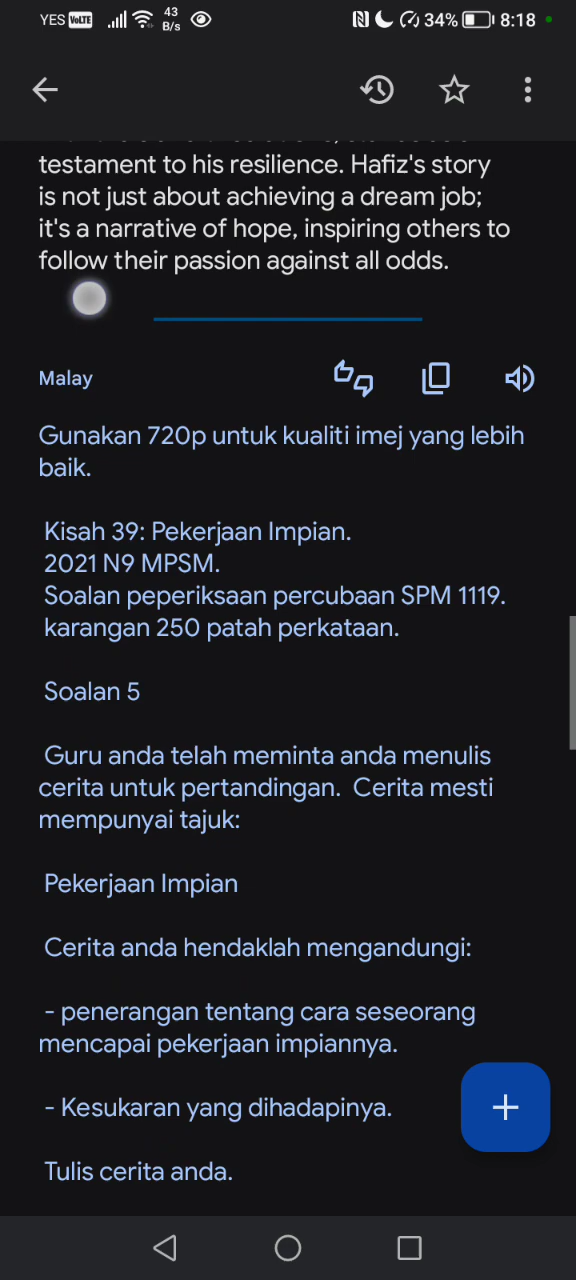 YES VoLTE 43 B/s 34% 8:18
testament to his resilience. Hafiz's story
is not just about achieving a dream job;
it's a narrative of hope, inspiring others to
follow their passion against all odds.
Malay
Gunakan 720p untuk kualiti imej yang lebih
baik.
Kisah 39: Pekerjaan Impian.
2021 N9 MPSM.
Soalan peperiksaan percubaan SPM 1119.
karangan 250 patah perkataan.
Soalan 5
Guru anda telah meminta anda menulis
cerita untuk pertandingan. Cerita mesti
mempunyai tajuk:
Pekerjaan Impian
Cerita anda hendaklah mengandungi:
- penerangan tentang cara seseorang
mencapai pekerjaan impiannya.
- Kesukaran yang dihadapinya.
Tulis cerita anda.